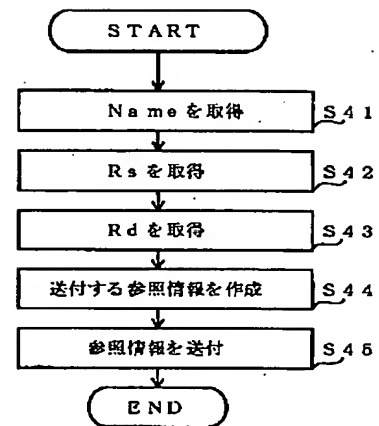 START
Nameを取得 S41
Rsを取得 S42
Rdを取得 S43
送付する参照情報を作成 S44
参照情報を送付 S45
END